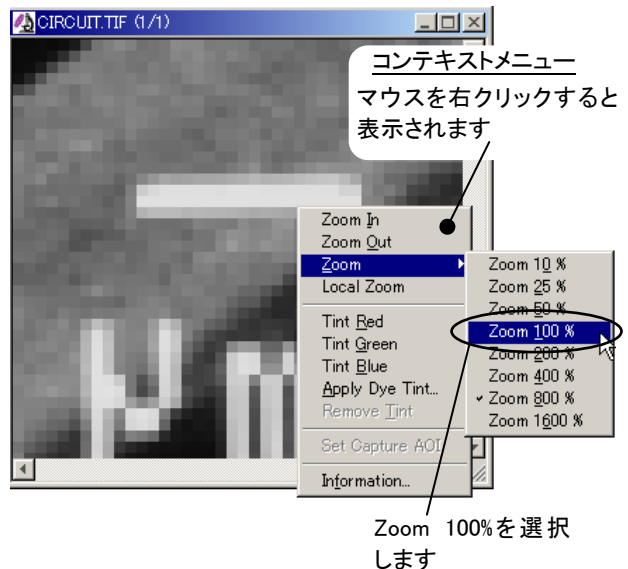 CIRCUIT.TIF (1/1)
コンテキストメニュー
マウスを右クリックすると
表示されます
Zoom In
Zoom Out
Zoom
Local Zoom
Tint Red
Tint Green
Tint Blue
Apply Dye Tint...
Remove Tint
Set Capture AOI
Information...
Zoom 10 %
Zoom 25 %
Zoom 50 %
Zoom 100 %
Zoom 200 %
Zoom 400 %
Zoom 800 %
Zoom 1600 %
μm
Zoom 100%を選択
します